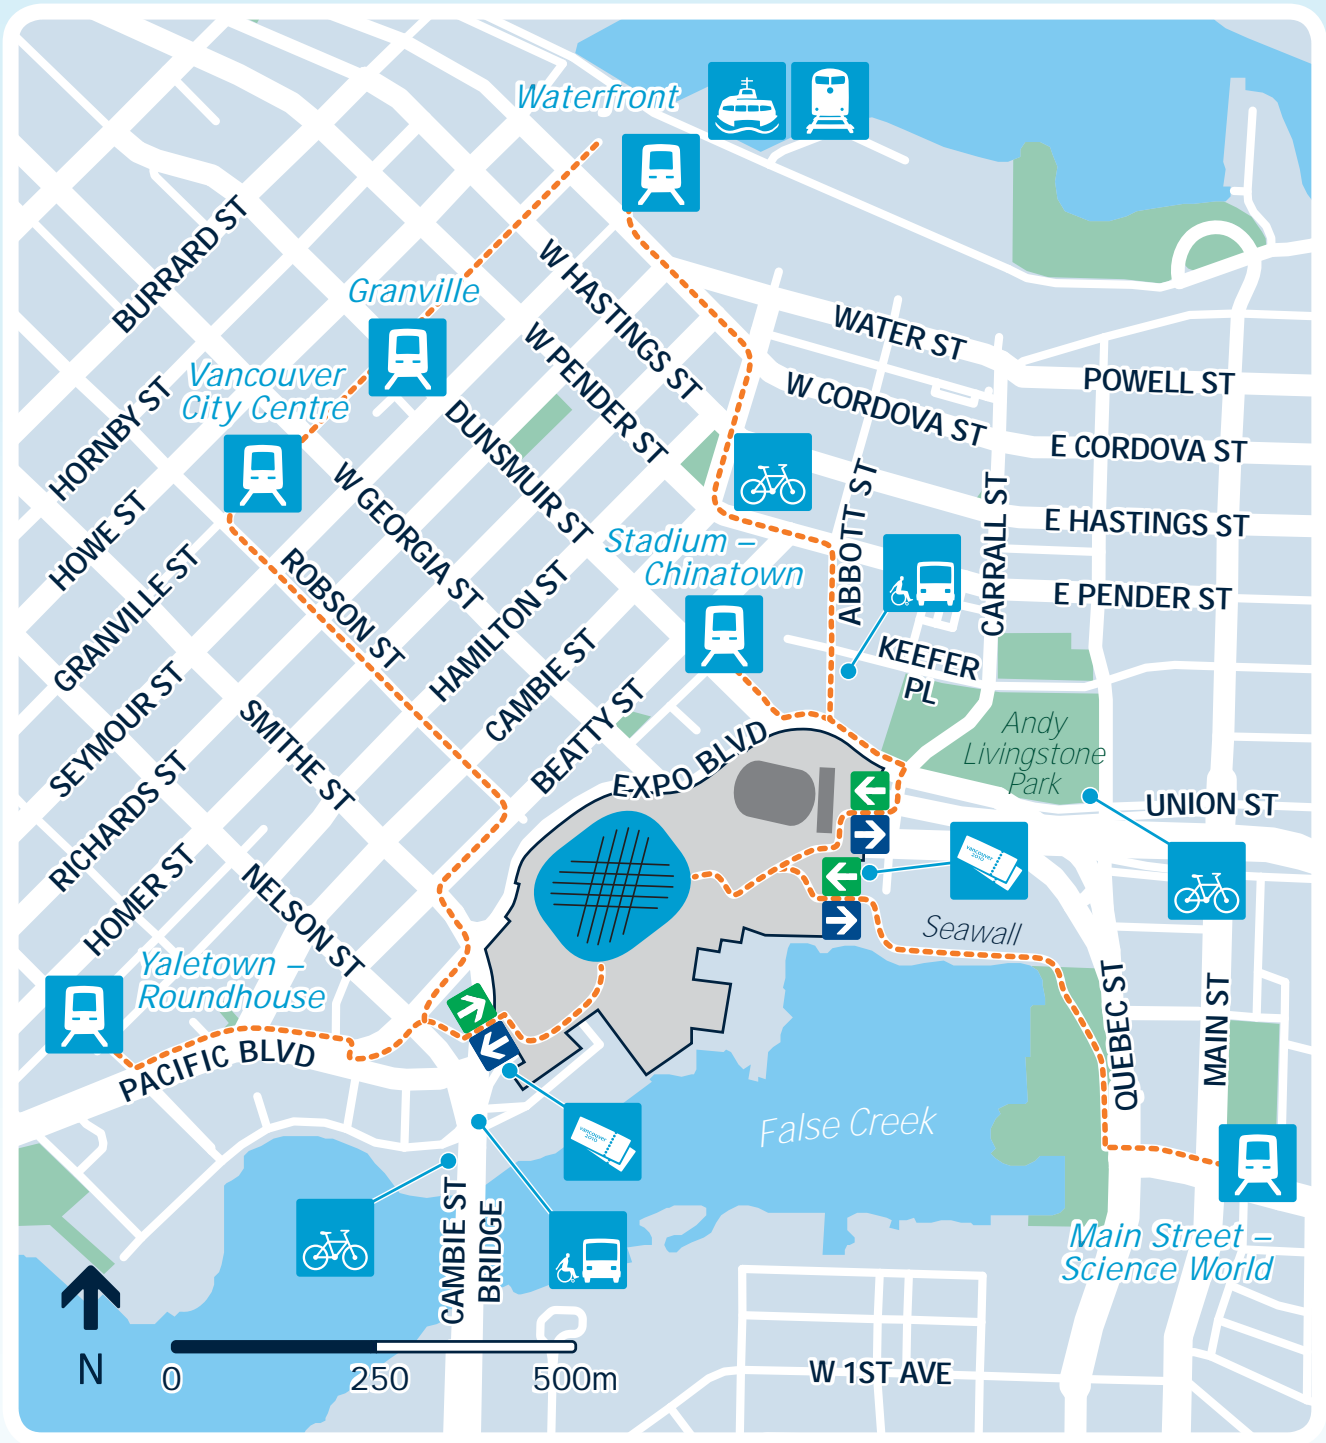 Waterfront
BURRARD ST
W HASTINGS ST
Granville
WATER ST
W PENDER ST
Vancouver
City Centre
POWELL ST
W CORDOVA ST
HORNBY ST
DUNSMUIR ST
E CORDOVA ST
W GEORGIA ST
ABBOTT ST
CARRALL ST
HOWE ST
E HASTINGS ST
Stadium –
Chinatown
ROBSON ST
GRANVILLE ST
HAMILTON ST
E PENDER ST
KEEFER
PL
CAMBIE ST
SEYMOUR ST
BEATTY ST
SMITHE ST
EXPO BLVD
Andy
Livingstone
Park
RICHARDS ST
UNION ST
vancouver
2010
HOMER ST
NELSON ST
Seawall
Yaletown –
Roundhouse
QUEBEC ST
MAIN ST
PACIFIC BLVD
False Creek
vancouver
2010
CAMBIE ST
BRIDGE
Main Street –
Science World
N
0
250
500m
W 1ST AVE